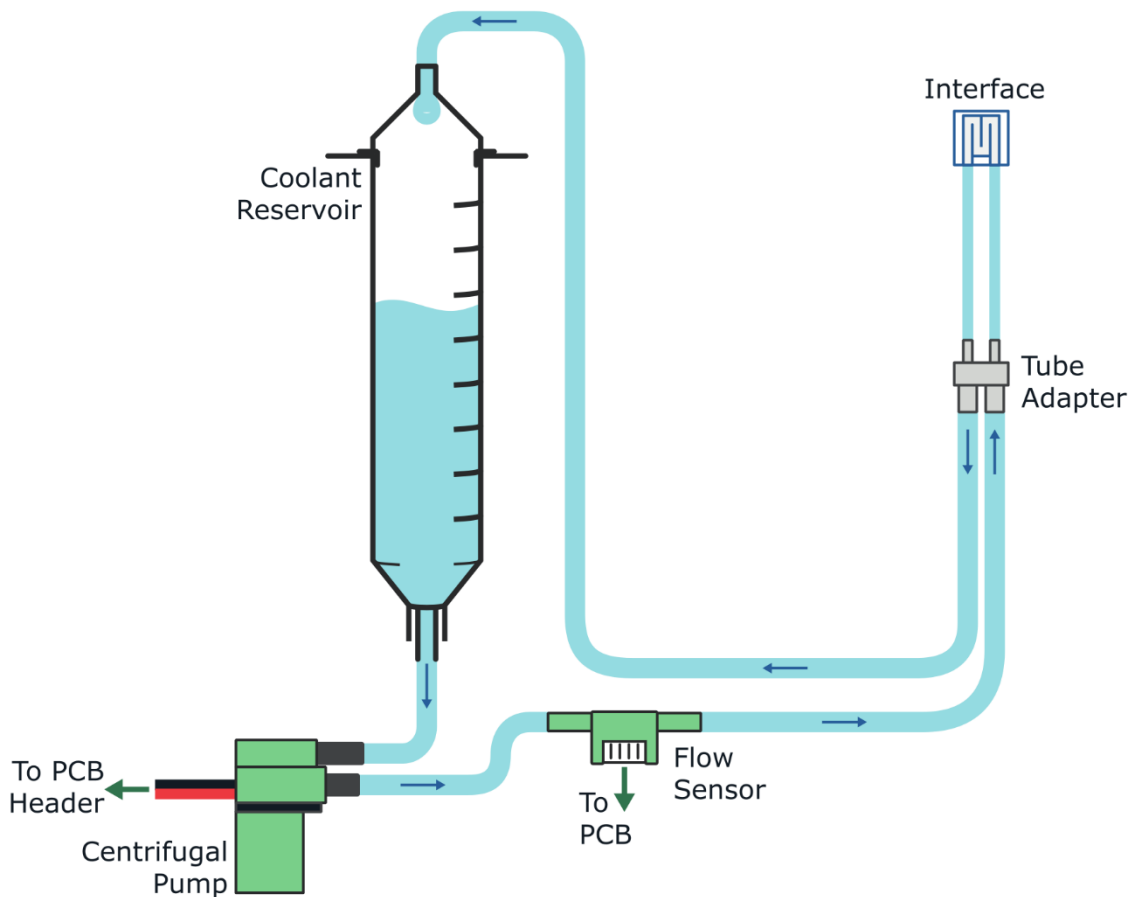 Interface
Coolant
Reservoir
Tube
Adapter
To PCB
Header
Flow
Sensor
To
PCB
Centrifugal
Pump